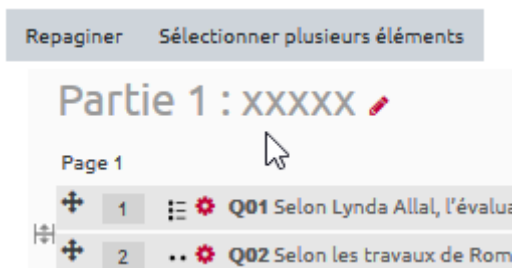 Repaginer Sélectionner plusieurs éléments
Partie 1 : xxxxx
Page 1
1 Q01 Selon Lynda Allal, l'évalua
2 Q02 Selon les travaux de Rom